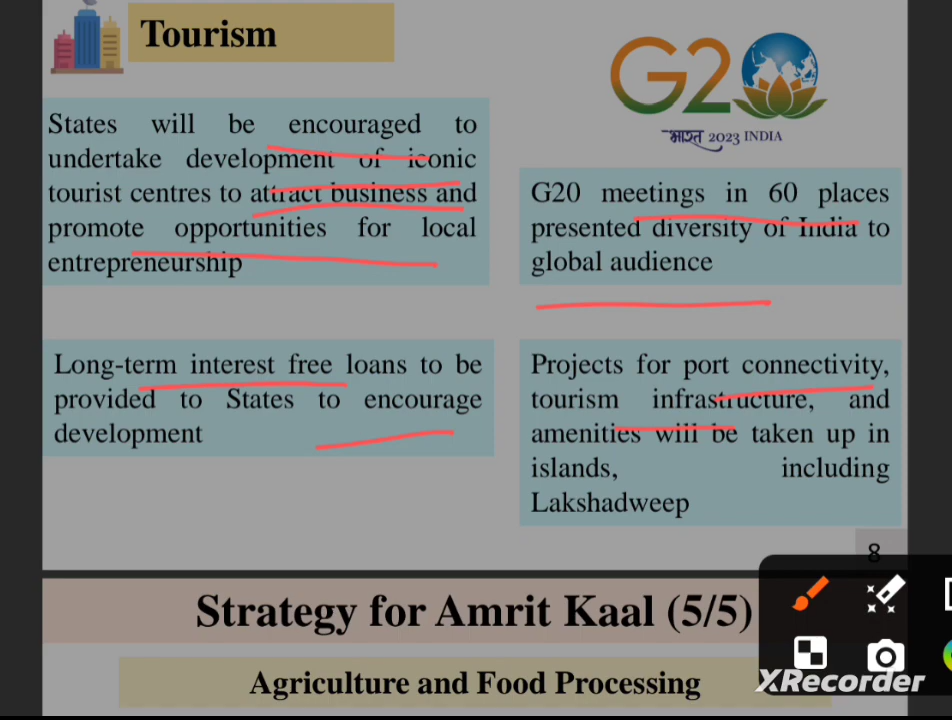 Tourism
G20
भारत 2023 INDIA
States will be encouraged to
undertake development of iconic
tourist centres to attract business and
promote opportunities for local
entrepreneurship
G20 meetings in 60 places
presented diversity of India to
global audience
Long-term interest free loans to be
provided to States to encourage
development
Projects for port connectivity,
tourism infrastructure, and
amenities will be taken up in
islands, including
Lakshadweep
8
Strategy for Amrit Kaal (5/5)
Agriculture and Food Processing
XRecorder